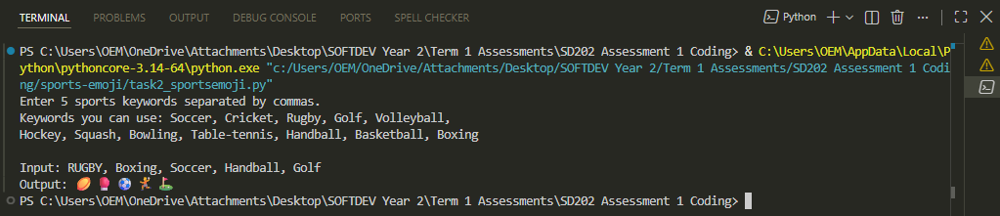 TERMINAL PROBLEMS OUTPUT DEBUG CONSOLE PORTS SPELL CHECKER Python
PS C:\Users\OEM\OneDrive\Attachments\Desktop\SOFTDEV Year 2\Term 1 Assessments\SD202 Assessment 1 Coding> & C:\Users\OEM\AppData\Local\P
ython\pythoncore-3.14-64\python.exe "c:/Users/OEM/OneDrive/Attachments/Desktop/SOFTDEV Year 2/Term 1 Assessments/SD202 Assessment 1 Codi
ng/sports-emoji/task2_sportsemoji.py"
Enter 5 sports keywords separated by commas.
Keywords you can use: Soccer, Cricket, Rugby, Golf, Volleyball,
Hockey, Squash, Bowling, Table-tennis, Handball, Basketball, Boxing
Input: RUGBY, Boxing, Soccer, Handball, Golf
Output: 🏉 🥊 ⚽ 🤾 ⛳
PS C:\Users\OEM\OneDrive\Attachments\Desktop\SOFTDEV Year 2\Term 1 Assessments\SD202 Assessment 1 Coding>